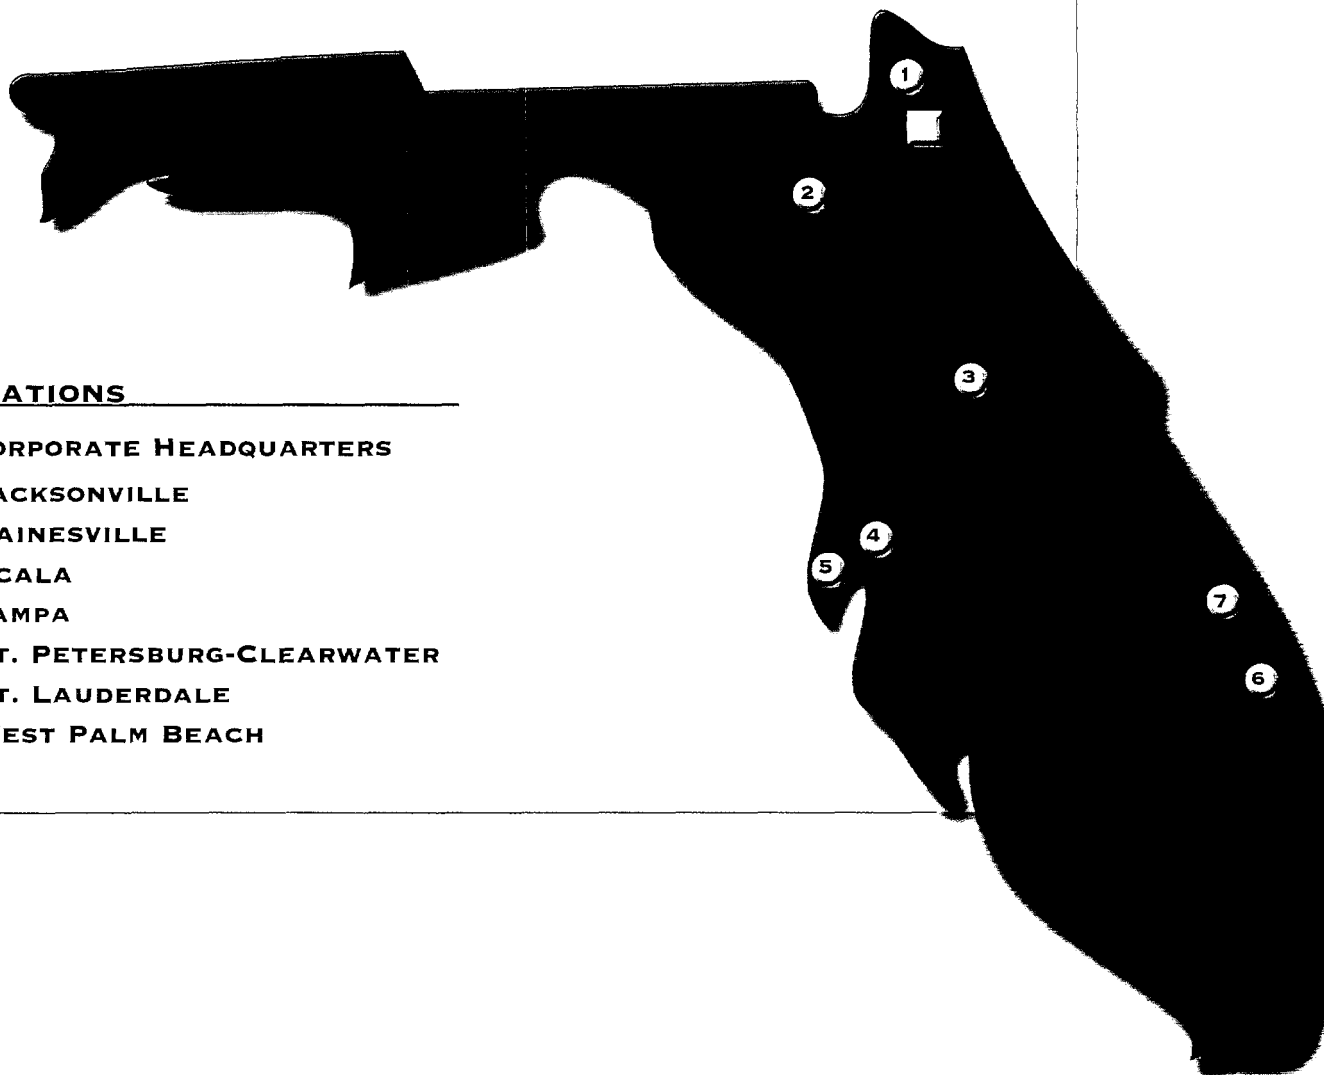 ATIONS
ORPORATE HEADQUARTERS
ACKSONVILLE
AINESVILLE
CALA
AMPA
T. PETERSBURG-CLEARWATER
T. LAUDERDALE
EST PALM BEACH
1
2
3
4
5
7
6